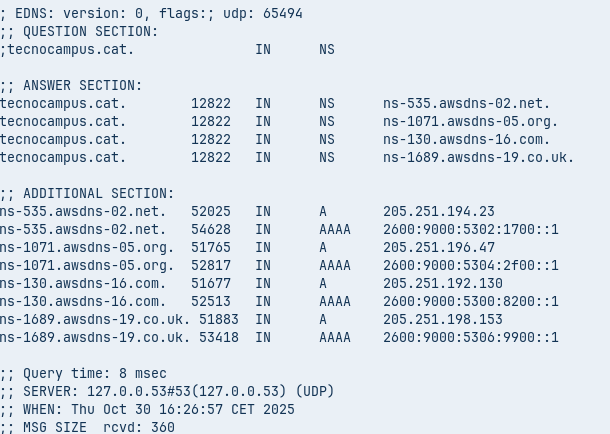 ; EDNS: version: 0, flags:; udp: 65494
;; QUESTION SECTION:
;tecnocampus.cat. IN NS
;; ANSWER SECTION:
tecnocampus.cat. 12822 IN NS ns-535.awsdns-02.net.
tecnocampus.cat. 12822 IN NS ns-1071.awsdns-05.org.
tecnocampus.cat. 12822 IN NS ns-130.awsdns-16.com.
tecnocampus.cat. 12822 IN NS ns-1689.awsdns-19.co.uk.
;; ADDITIONAL SECTION:
ns-535.awsdns-02.net. 52025 IN A 205.251.194.23
ns-535.awsdns-02.net. 54628 IN AAAA 2600:9000:5302:1700::1
ns-1071.awsdns-05.org. 51765 IN A 205.251.196.47
ns-1071.awsdns-05.org. 52817 IN AAAA 2600:9000:5304:2f00::1
ns-130.awsdns-16.com. 51677 IN A 205.251.192.130
ns-130.awsdns-16.com. 52513 IN AAAA 2600:9000:5300:8200::1
ns-1689.awsdns-19.co.uk. 51883 IN A 205.251.198.153
ns-1689.awsdns-19.co.uk. 53418 IN AAAA 2600:9000:5306:9900::1
;; Query time: 8 msec
;; SERVER: 127.0.0.53#53(127.0.0.53) (UDP)
;; WHEN: Thu Oct 30 16:26:57 CET 2025
;; MSG SIZE  rcvd: 360